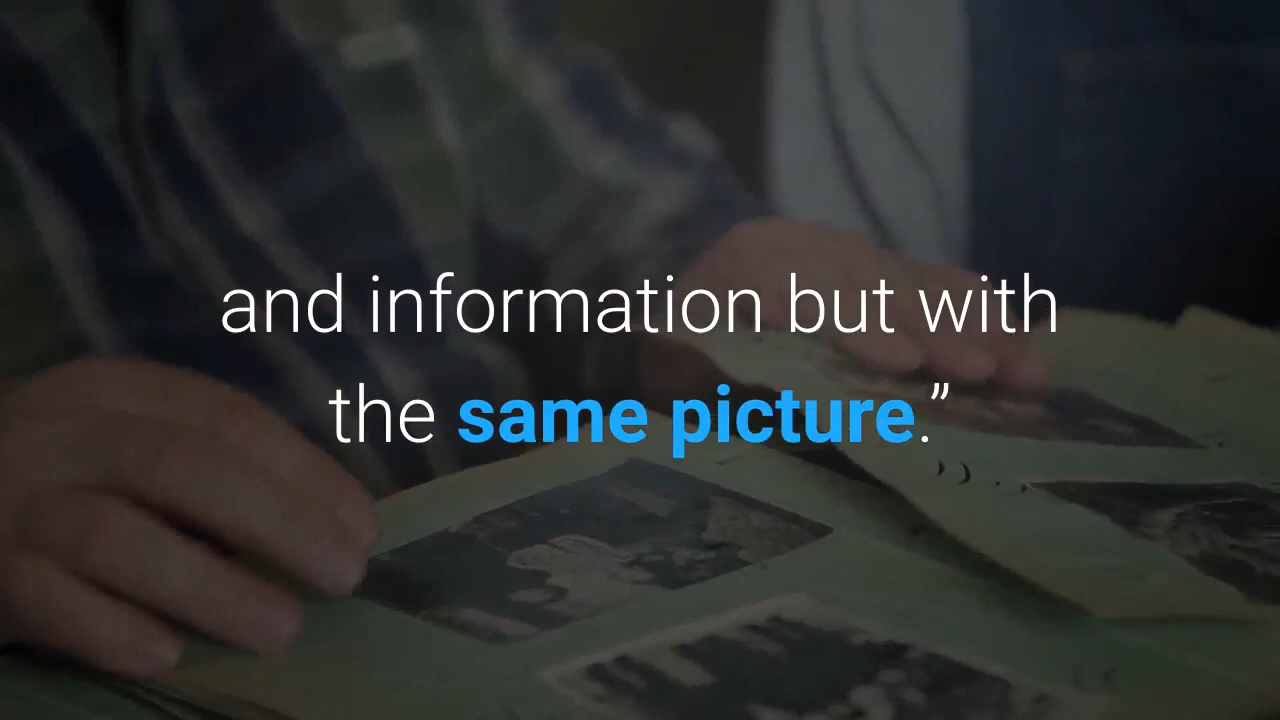 and information but with
the same picture.”